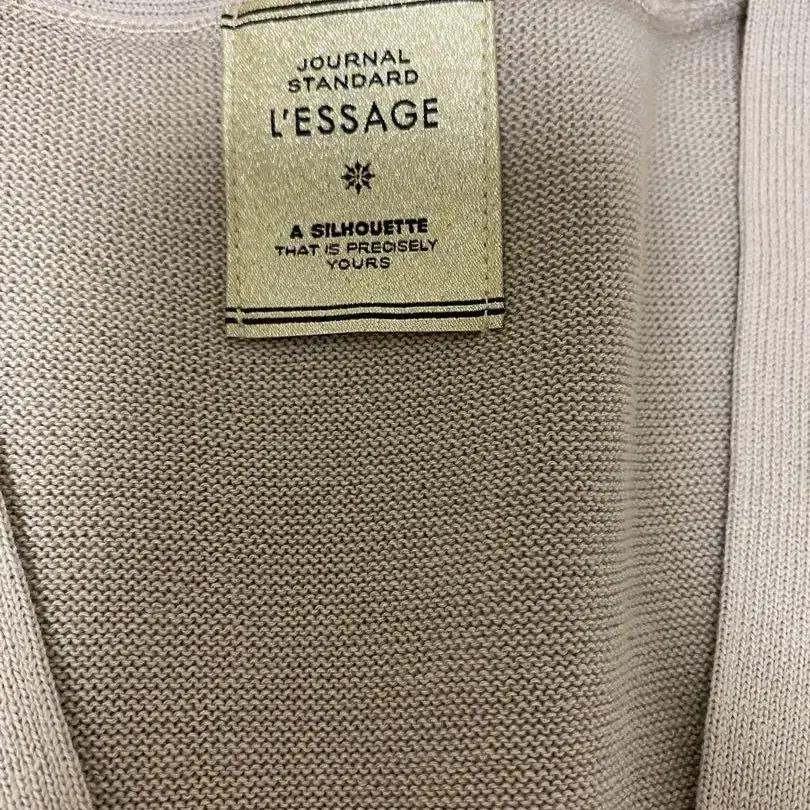 JOURNAL
STANDARD
L'ESSAGE
A SILHOUETTE
THAT IS PRECISELY
YOURS